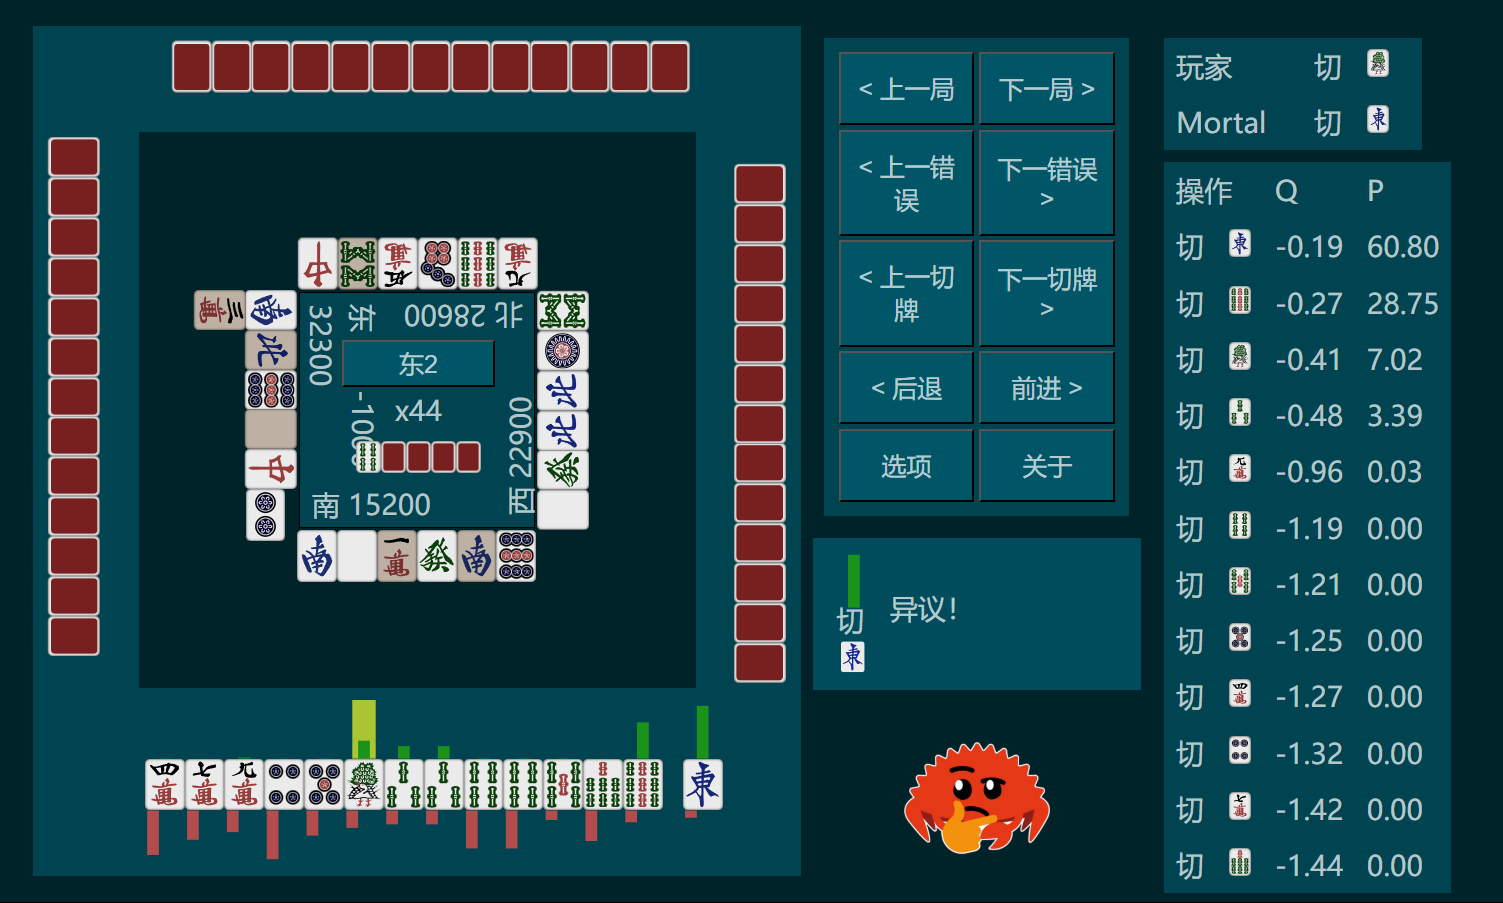 北 28600
东 32300
-100
东2
x44
西 22900
南 15200
< 上一局
下一局 >
< 上一错误
下一错误 >
< 上一切牌
下一切牌 >
< 后退
前进 >
选项
关于
切
异议!
玩家 切
Mortal 切
操作 Q P
切 -0.19 60.80
切 -0.27 28.75
切 -0.41 7.02
切 -0.48 3.39
切 -0.96 0.03
切 -1.19 0.00
切 -1.21 0.00
切 -1.25 0.00
切 -1.27 0.00
切 -1.32 0.00
切 -1.42 0.00
切 -1.44 0.00